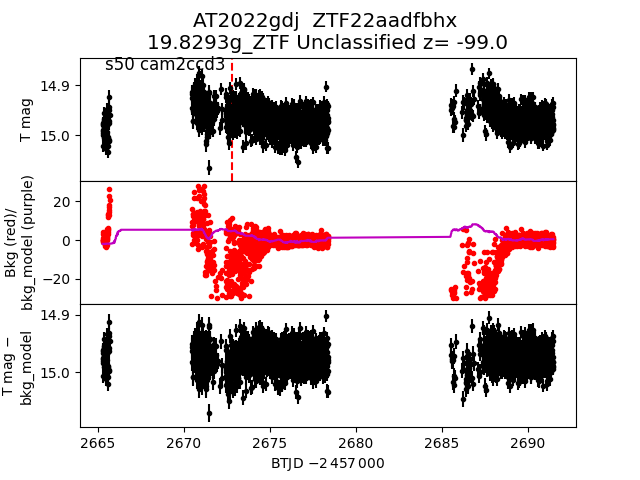 AT2022gdj  ZTF22aadfbhx
19.8293g_ZTF Unclassified z= -99.0
s50 cam2ccd3
T mag
14.9
15.0
Bkg (red)/
bkg_model (purple)
20
0
−20
T mag −
bkg_model
14.9
15.0
2665 2670 2675 2680 2685 2690
BTJD −2 457 000